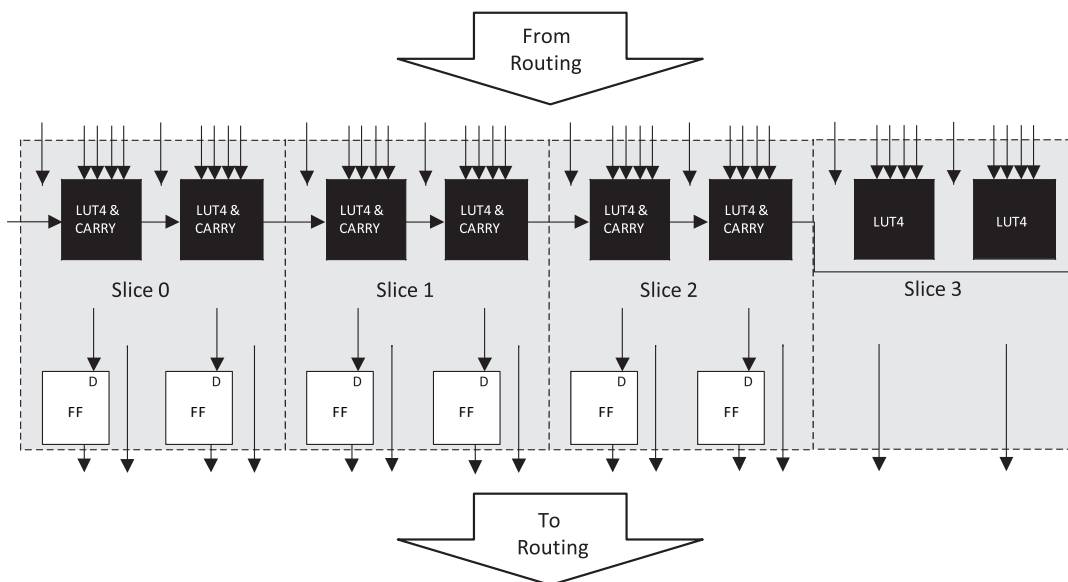 From
Routing
LUT4 &
CARRY
LUT4 &
CARRY
LUT4 &
CARRY
LUT4 &
CARRY
LUT4 &
CARRY
LUT4 &
CARRY
LUT4
LUT4
Slice 0
Slice 1
Slice 2
Slice 3
D
FF
D
FF
D
FF
D
FF
D
FF
D
FF
To
Routing